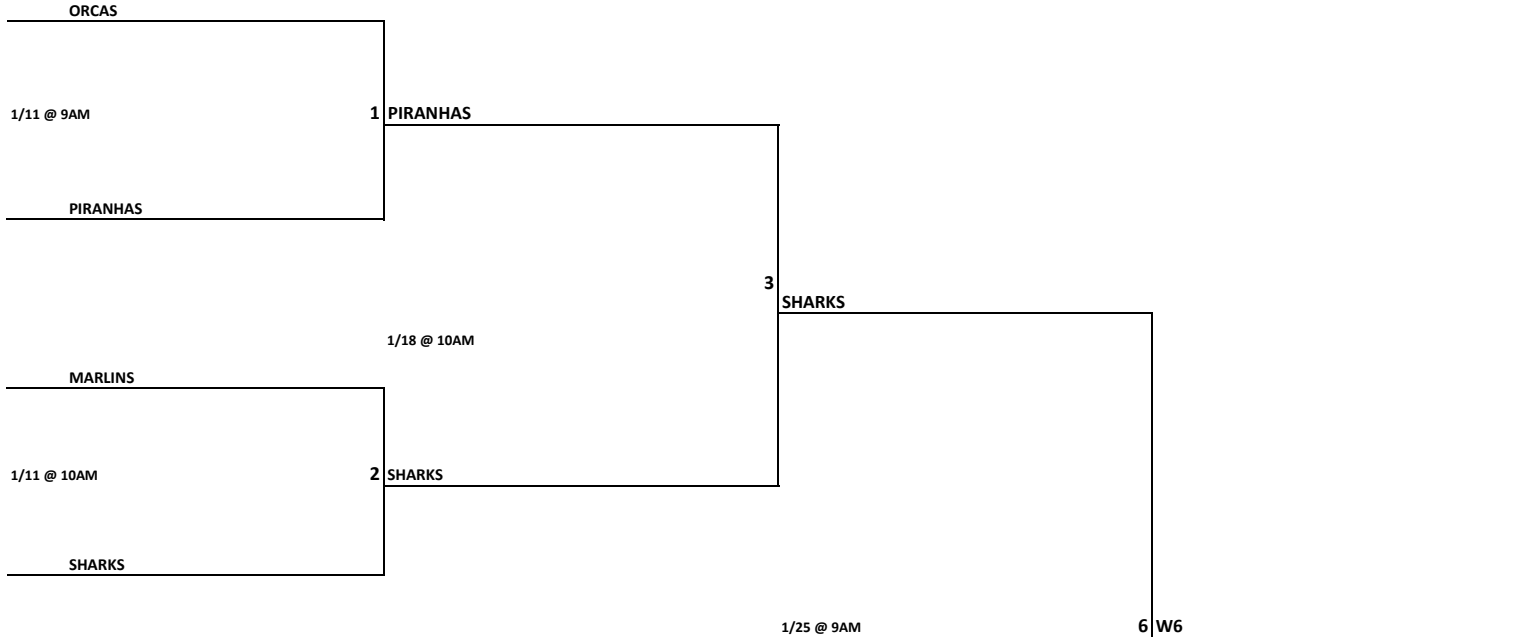 ORCAS
1/11 @ 9AM
1 PIRANHAS
PIRANHAS
3
SHARKS
1/18 @ 10AM
MARLINS
1/11 @ 10AM
2 SHARKS
SHARKS
1/25 @ 9AM
6 W6